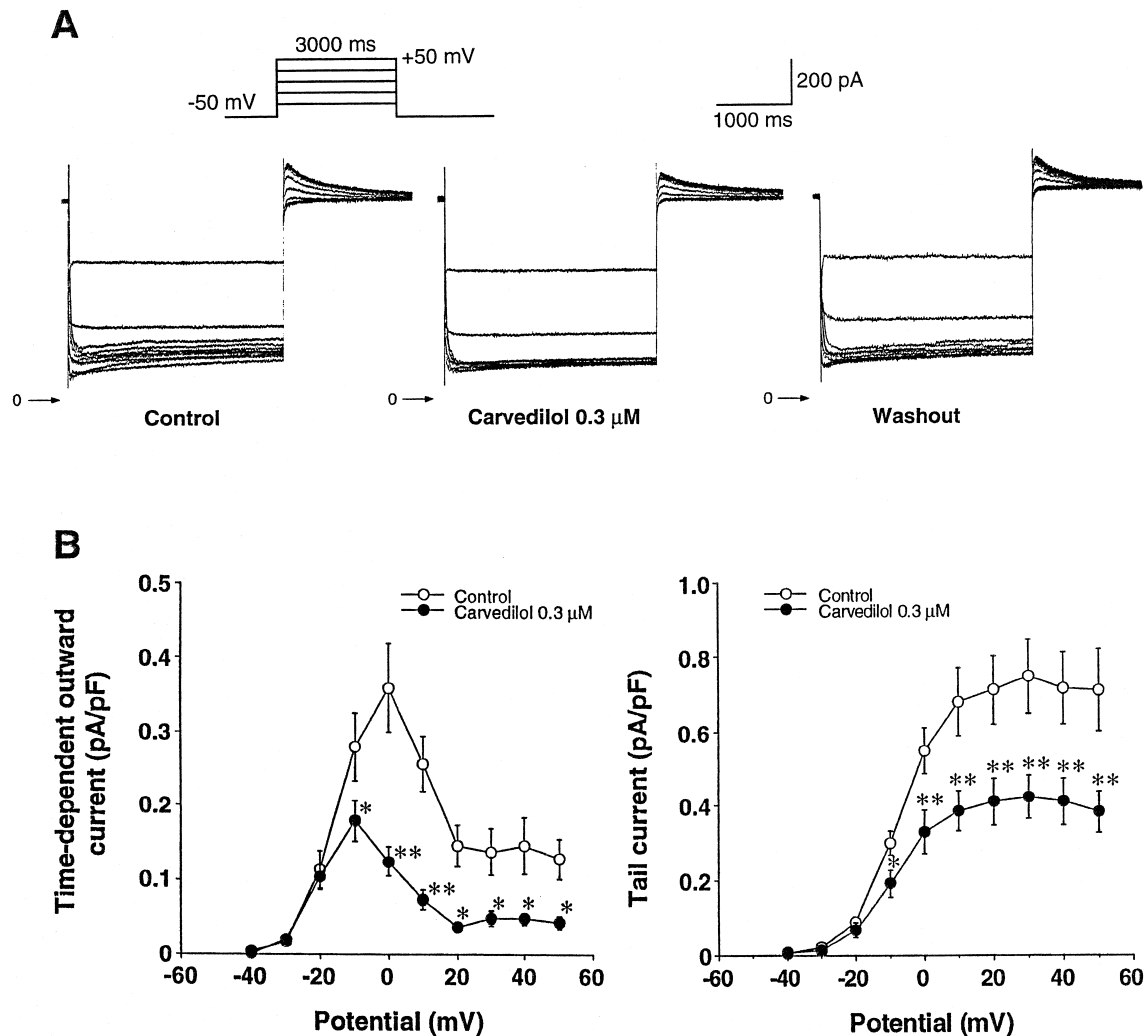 A
3000 ms
+50 mV
-50 mV
200 pA
1000 ms
0
Control
0
Carvedilol 0.3 μM
0
Washout
B
Time-dependent outward
current (pA/pF)
0.5
0.4
0.3
0.2
0.1
0
Control
Carvedilol 0.3 μM
*
**
**
*
*
*
*
-60 -40 -20 0 20 40 60
Potential (mV)
Tail current (pA/pF)
1.0
0.8
0.6
0.4
0.2
0
Control
Carvedilol 0.3 μM
*
**
**
**
**
**
**
-60 -40 -20 0 20 40 60
Potential (mV)